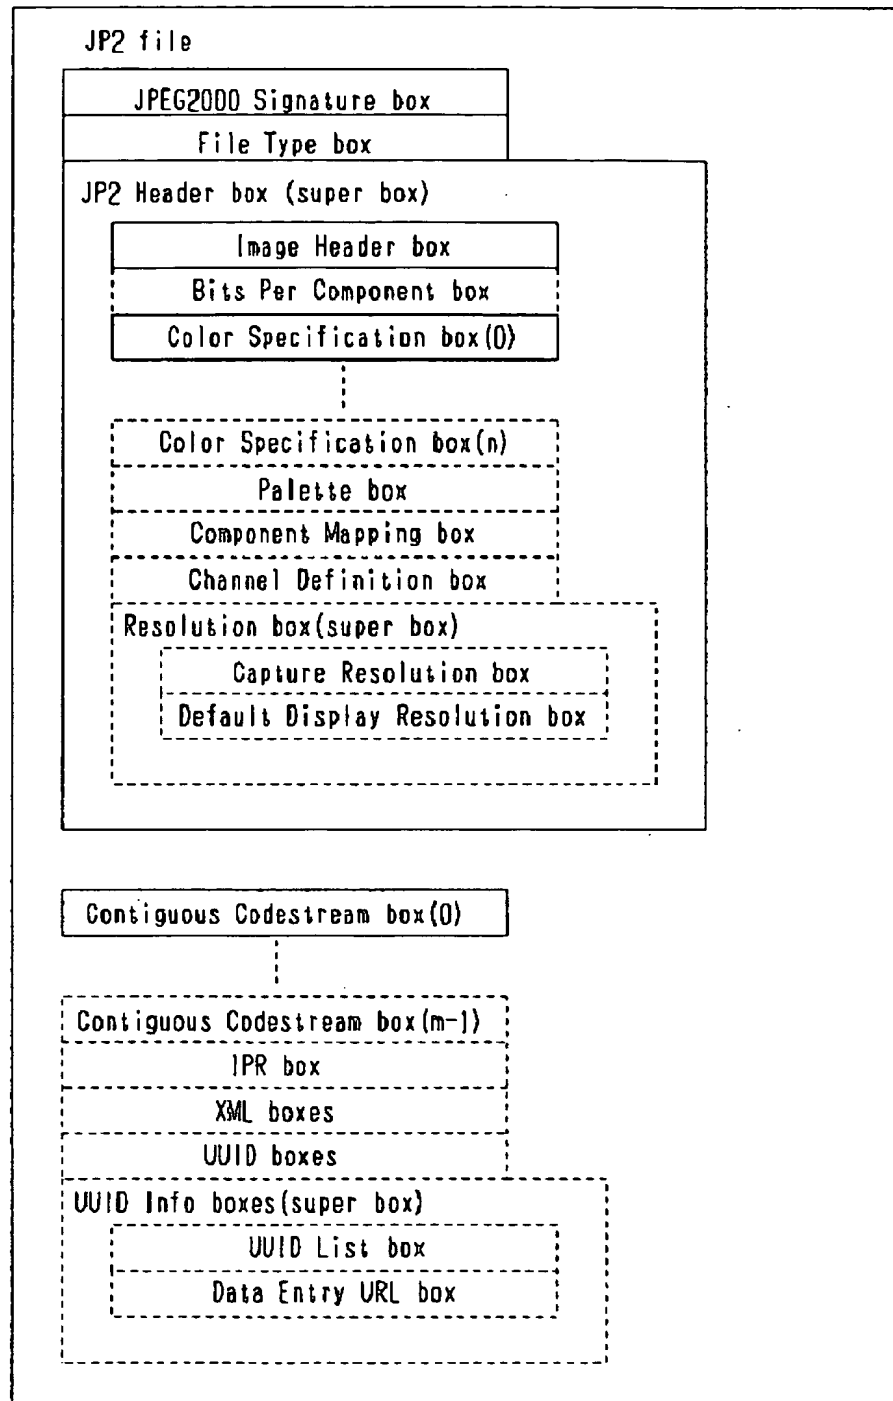 JP2 file
JPEG2000 Signature box
File Type box
JP2 Header box (super box)
Image Header box
Bits Per Component box
Color Specification box(0)
Color Specification box(n)
Palette box
Component Mapping box
Channel Definition box
Resolution box(super box)
Capture Resolution box
Default Display Resolution box
Contiguous Codestream box(0)
Contiguous Codestream box(m-1)
IPR box
XML boxes
UUID boxes
UUID Info boxes(super box)
UUID List box
Data Entry URL box